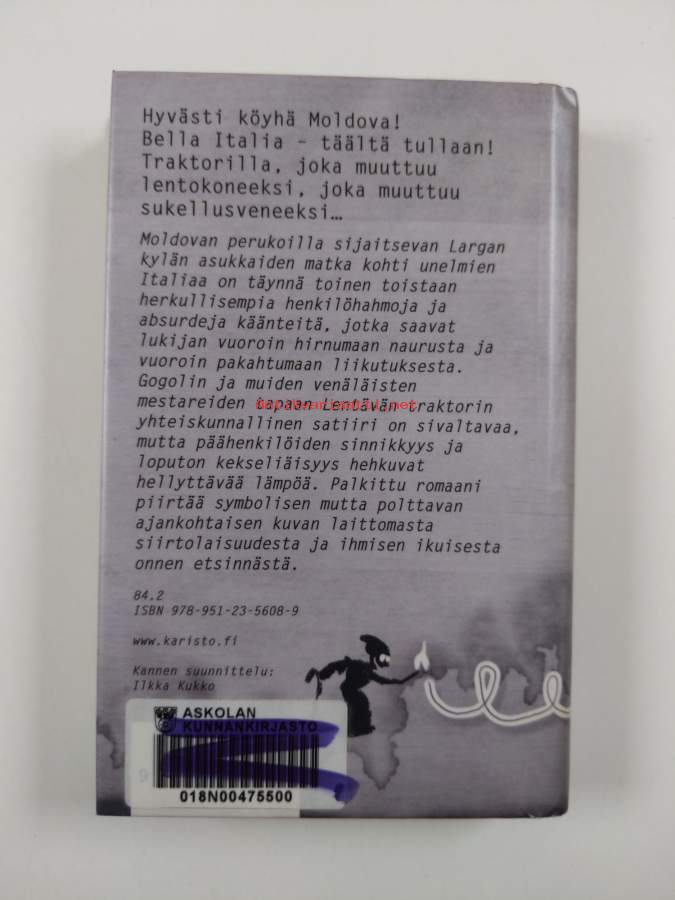 Hyvästi köyhä Moldova!
Bella Italia - täältä tullaan!
Traktorilla, joka muuttuu
lentokoneeksi, joka muuttuu
sukellusveneeksi…
Moldovan perukoilla sijaitsevan Largan
kylän asukkaiden matka kohti unelmien
Italiaa on täynnä toinen toistaan
herkullisempia henkilöhahmoja ja
absurdeja käänteitä, jotka saavat
lukijan vuoroin hirnumaan naurusta ja
vuoroin pakahtumaan liikutuksesta.
Gogolin ja muiden venäläisten
mestareiden tapaan Lentävän traktorin
yhteiskunnallinen satiiri on sivaltavaa,
mutta päähenkilöiden sinnikkyys ja
loputon kekseliäisyys hehkuvat
hellyttävää lämpöä. Palkittu romaani
piirtää symbolisen mutta polttavan
ajankohtaisen kuvan laittomasta
siirtolaisuudesta ja ihmisen ikuisesta
onnen etsinnästä.
84.2
ISBN 978-951-23-5608-9
www.karisto.fi
Kannen suunnittelu:
Ilkka Kukko
ASKOLAN
KUNNANKIRJASTO
9
018N00475500